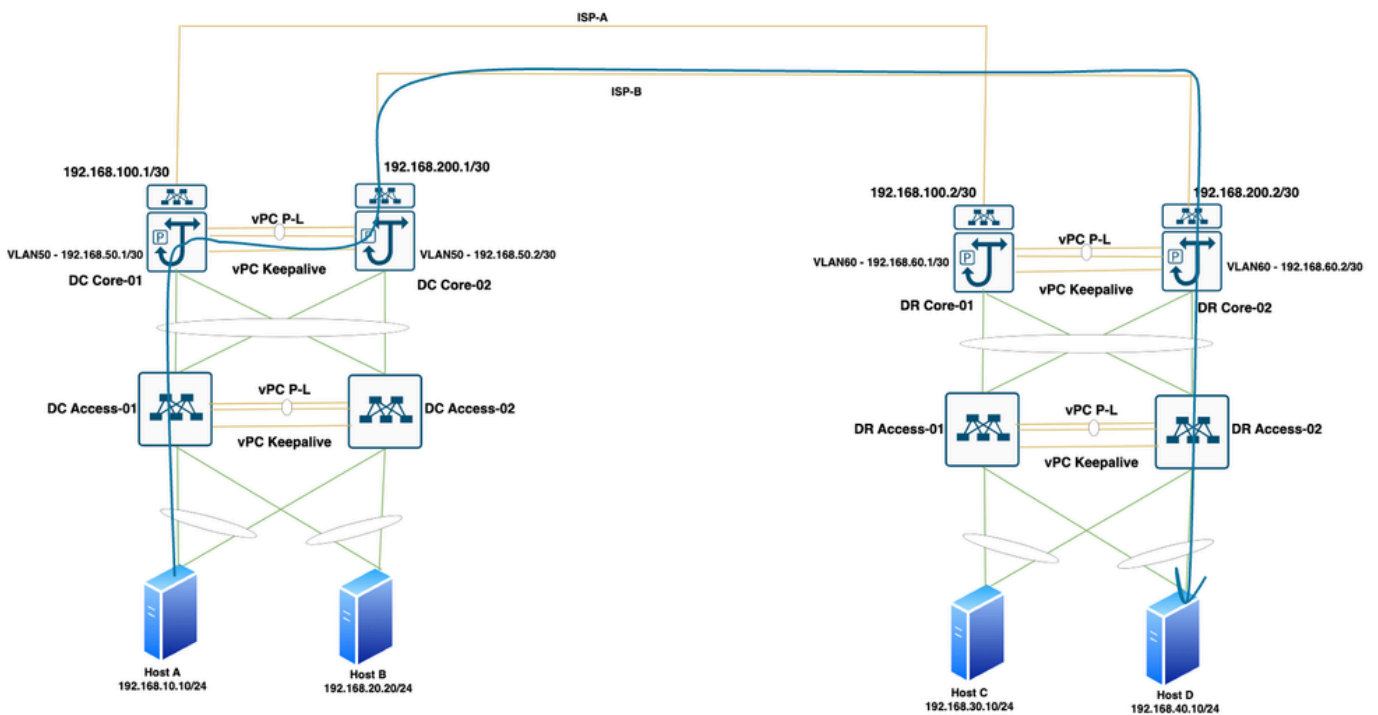 ISP-A
ISP-B
192.168.100.1/30
192.168.200.1/30
192.168.100.2/30
192.168.200.2/30
vPC P-L
P
P
VLAN50 - 192.168.50.1/30
VLAN50 - 192.168.50.2/30
vPC Keepalive
DC Core-01
DC Core-02
vPC P-L
P
P
VLAN60 - 192.168.60.1/30
VLAN60 - 192.168.60.2/30
vPC Keepalive
DR Core-01
DR Core-02
vPC P-L
DC Access-01
DC Access-02
vPC Keepalive
vPC P-L
DR Access-01
DR Access-02
vPC Keepalive
Host A
192.168.10.10/24
Host B
192.168.20.20/24
Host C
192.168.30.10/24
Host D
192.168.40.10/24